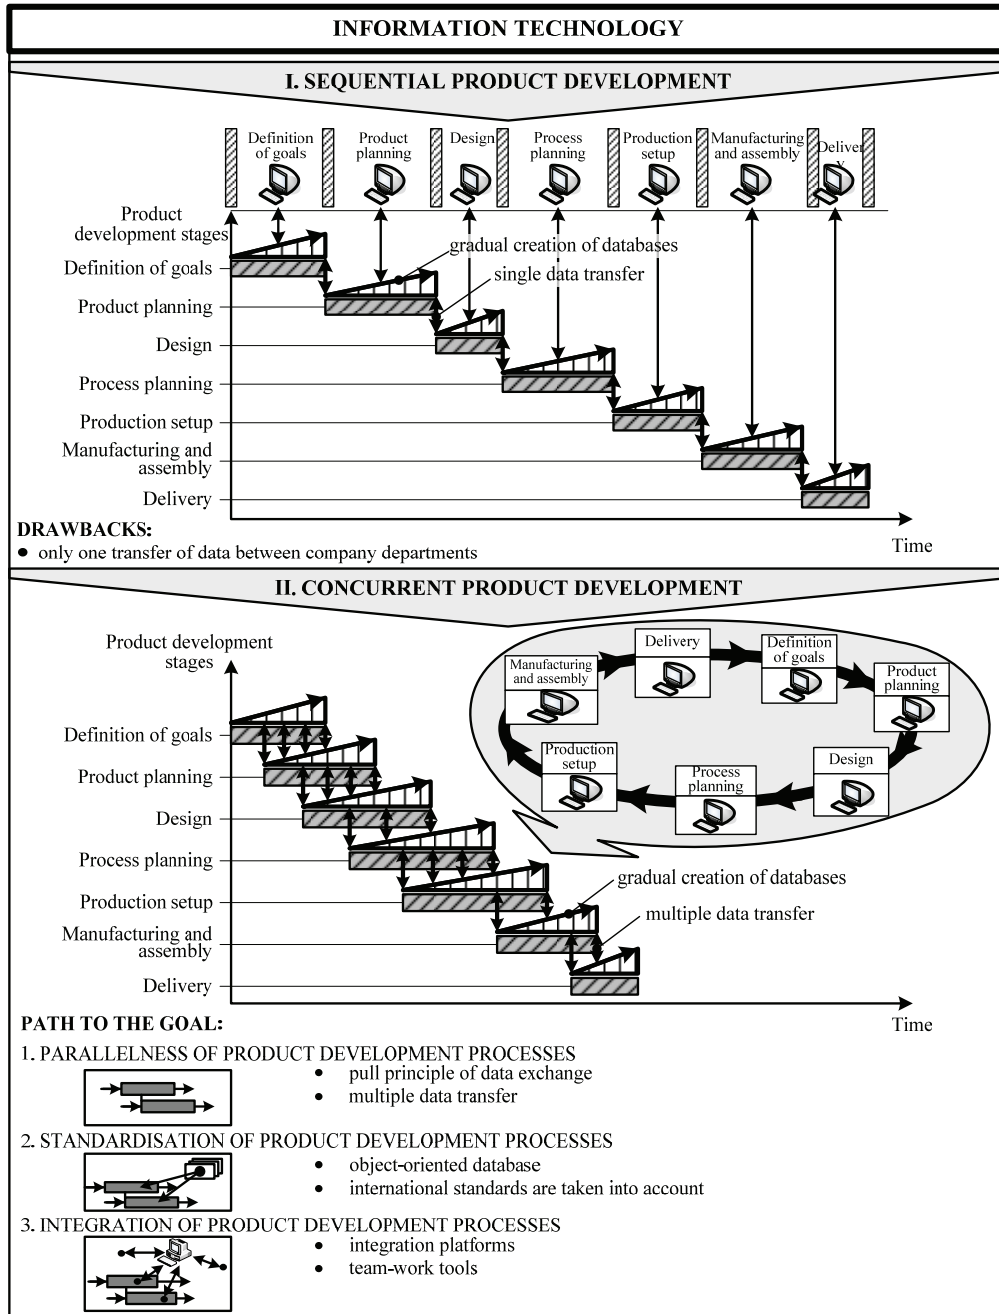 INFORMATION TECHNOLOGY
I. SEQUENTIAL PRODUCT DEVELOPMENT
Definition
of goals
Product
planning
Design
Process
planning
Production
setup
Manufacturing
and assembly
Deliver
y
Product
development stages
gradual creation of databases
single data transfer
Definition of goals
Product planning
Design
Process planning
Production setup
Manufacturing and
assembly
Delivery
Time
DRAWBACKS:
• only one transfer of data between company departments
II. CONCURRENT PRODUCT DEVELOPMENT
Product development
stages
Delivery
Definition
of goals
Manufacturing
and assembly
Product
planning
Production
setup
Design
Process
planning
Definition of goals
Product planning
Design
Process planning
Production setup
Manufacturing and
assembly
Delivery
gradual creation of databases
multiple data transfer
Time
PATH TO THE GOAL:
1. PARALLELNESS OF PRODUCT DEVELOPMENT PROCESSES
• pull principle of data exchange
• multiple data transfer
2. STANDARDISATION OF PRODUCT DEVELOPMENT PROCESSES
• object-oriented database
• international standards are taken into account
3. INTEGRATION OF PRODUCT DEVELOPMENT PROCESSES
• integration platforms
• team-work tools